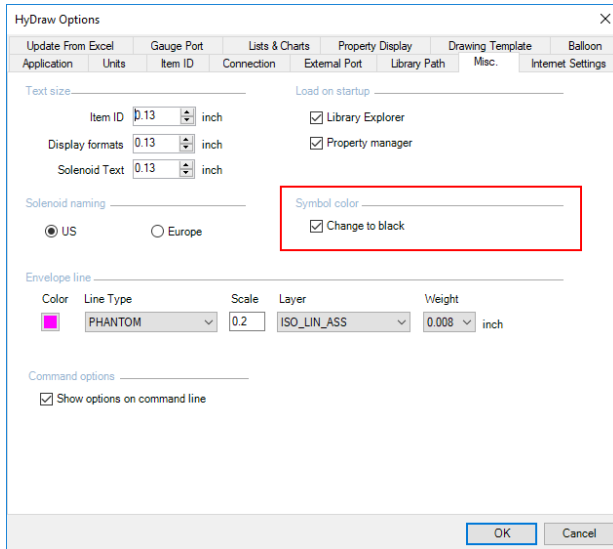 HyDraw Options
Update From Excel Gauge Port Lists & Charts Property Display Drawing Template Balloon
Application Units Item ID Connection External Port Library Path Misc. Internet Settings
Text size Load on startup
Item ID 0.13 inch Library Explorer
Display formats 0.13 inch Property manager
Solenoid Text 0.13 inch
Solenoid naming Symbol color
US Europe Change to black
Envelope line
Color Line Type Scale Layer Weight
PHANTOM 0.2 ISO_LIN_ASS 0.008 inch
Command options
Show options on command line
OK Cancel